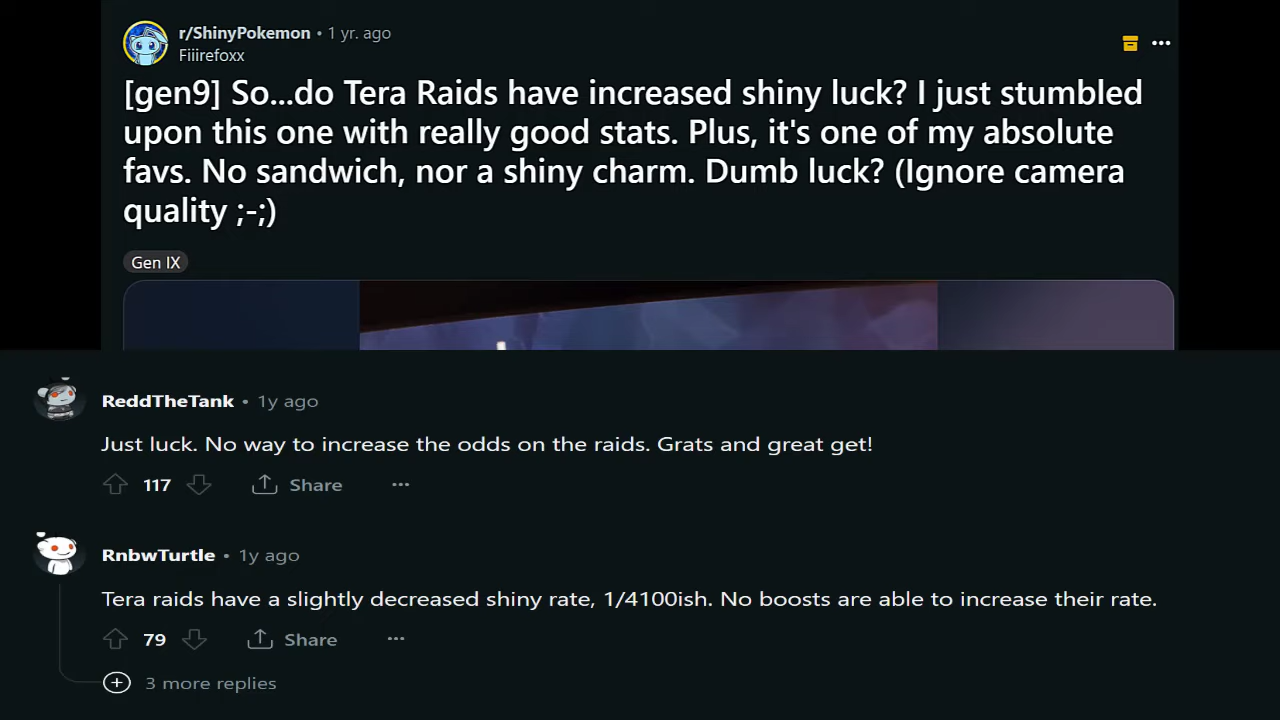 r/ShinyPokemon • 1 yr. ago
Fiiirefoxx
[gen9] So...do Tera Raids have increased shiny luck? I just stumbled
upon this one with really good stats. Plus, it's one of my absolute
favs. No sandwich, nor a shiny charm. Dumb luck? (Ignore camera
quality ;-;)
Gen IX
ReddTheTank • 1y ago
Just luck. No way to increase the odds on the raids. Grats and great get!
117 Share
RnbwTurtle • 1y ago
Tera raids have a slightly decreased shiny rate, 1/4100ish. No boosts are able to increase their rate.
79 Share
3 more replies